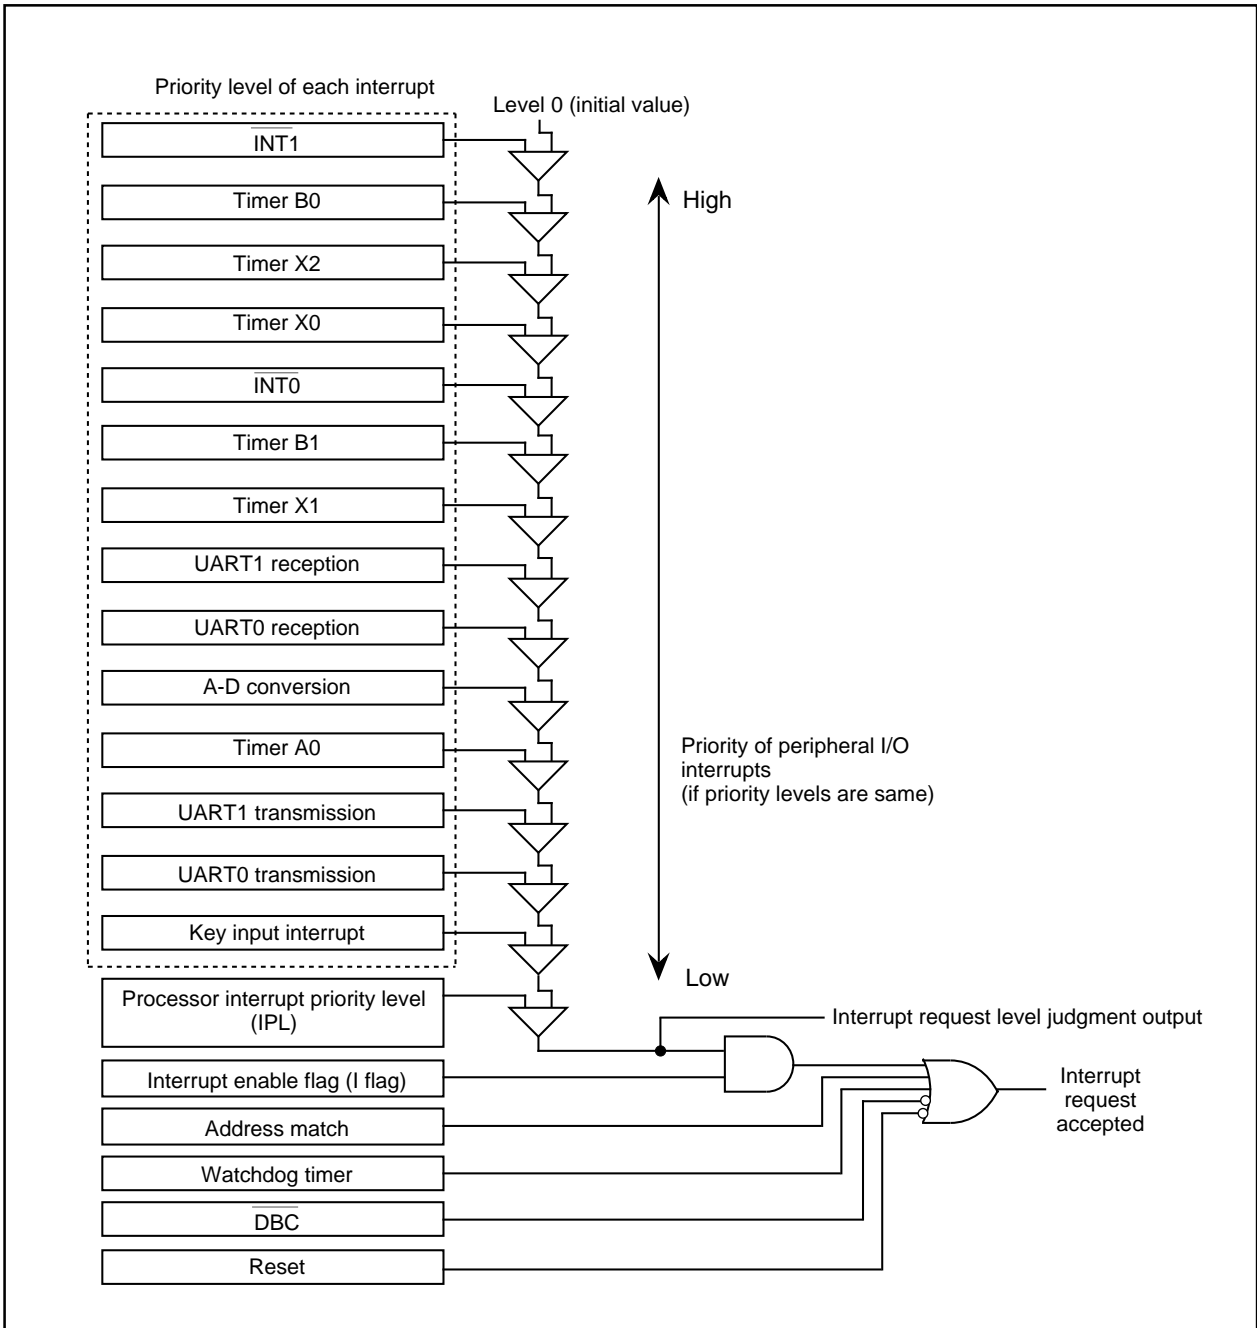 Priority level of each interrupt
Level 0 (initial value)
INT1
High
Timer B0
Timer X2
Timer X0
INT0
Timer B1
Timer X1
UART1 reception
UART0 reception
A-D conversion
Timer A0
Priority of peripheral I/O
interrupts
(if priority levels are same)
UART1 transmission
UART0 transmission
Key input interrupt
Low
Processor interrupt priority level
(IPL)
Interrupt request level judgment output
Interrupt enable flag (I flag)
Interrupt
request
accepted
Address match
Watchdog timer
DBC
Reset